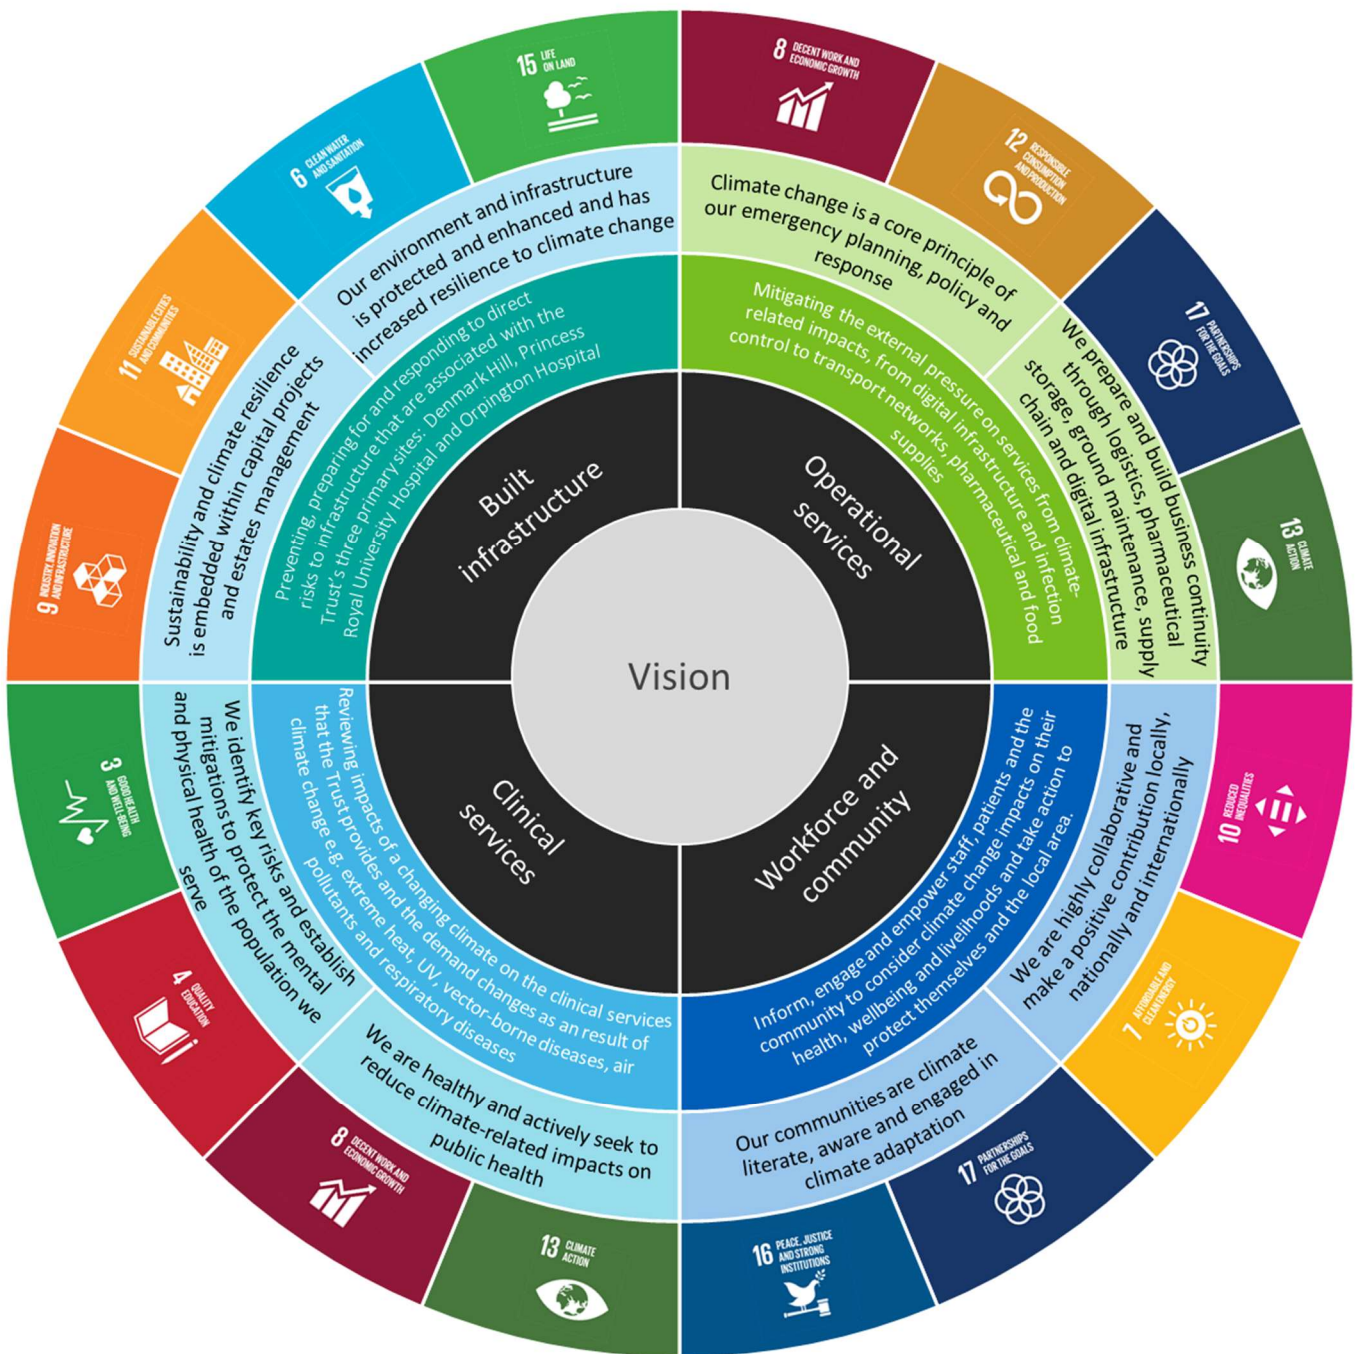 Vision
Built
infrastructure
Preventing, preparing for and responding to direct
risks to infrastructure that are associated with the
Trust's three primary sites: Denmark Hill, Princess
Royal University Hospital and Orpington Hospital
Sustainability and climate resilience
is embedded within capital projects
and estates management
Our environment and infrastructure
is protected and enhanced and has
increased resilience to climate change
9 INDUSTRY, INNOVATION
AND INFRASTRUCTURE
11 SUSTAINABLE CITIES
AND COMMUNITIES
6 CLEAN WATER
AND SANITATION
15 LIFE
ON LAND
Operational
services
Mitigating the external pressure on services from climate-
related impacts, from digital infrastructure and infection
control to transport networks, pharmaceutical and food
supplies
Climate change is a core principle of
our emergency planning, policy and
response
We prepare and build business continuity
through logistics, pharmaceutical
storage, ground maintenance, supply
chain and digital infrastructure
8 DECENT WORK AND
ECONOMIC GROWTH
12 RESPONSIBLE
CONSUMPTION
AND PRODUCTION
17 PARTNERSHIPS
FOR THE GOALS
13 CLIMATE
ACTION
Workforce and
community
Inform, engage and empower staff, patients and the
community to consider climate change impacts on their
health, wellbeing and livelihoods and take action to
protect themselves and the local area.
We are highly collaborative and
make a positive contribution locally,
nationally and internationally
Our communities are climate
literate, aware and engaged in
climate adaptation
10 REDUCED
INEQUALITIES
7 AFFORDABLE AND
CLEAN ENERGY
17 PARTNERSHIPS
FOR THE GOALS
16 PEACE, JUSTICE
AND STRONG
INSTITUTIONS
Clinical
services
Reviewing impacts of a changing climate on the clinical services
that the Trust provides and the demand changes as an result of
climate change e.g. extreme heat, UV, vector-borne diseases, air
pollutants and respiratory diseases
We identify key risks and establish
mitigations to protect the mental
and physical health of the population we
serve
We are healthy and actively seek to
reduce climate-related impacts on
public health
3 GOOD HEALTH
AND WELL-BEING
4 QUALITY
EDUCATION
8 DECENT WORK AND
ECONOMIC GROWTH
13 CLIMATE
ACTION